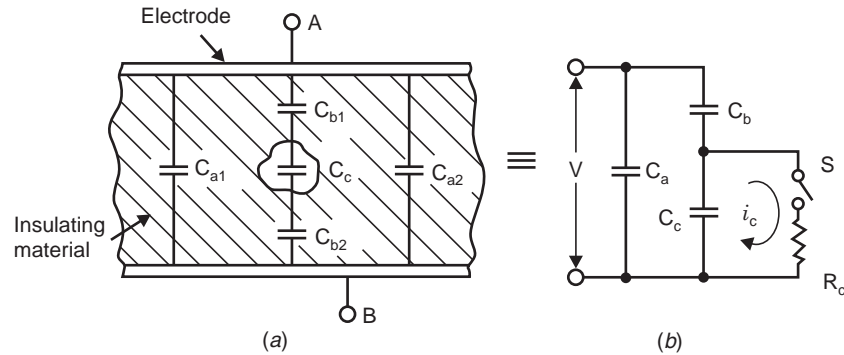 Electrode
A
C_b1
C_a1
C_c
C_a2
C_b2
Insulating
material
B
(a)
≡
V
C_a
C_b
C_c
i_c
S
R_c
(b)